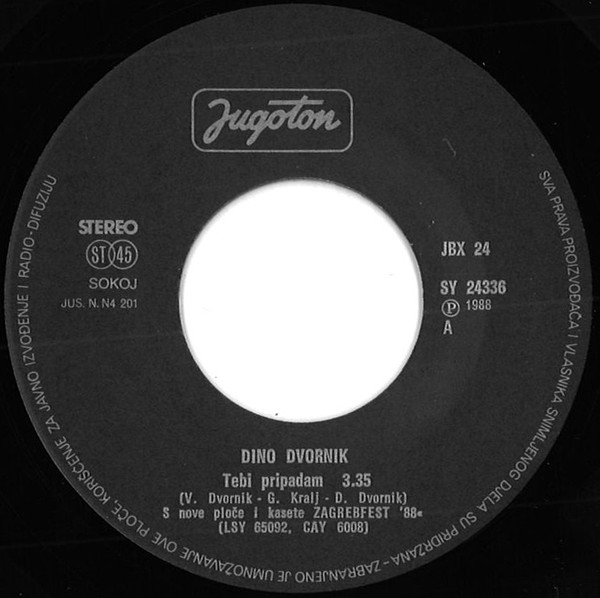 Jugoton
STEREO
ST 45
SOKOJ
JUS. N. N4 201
JBX 24
SY 24336
Ⓟ 1988
A
DINO DVORNIK
Tebi pripadam 3.35
(V. Dvornik - G. Kralj - D. Dvornik)
S nove ploče i kasete ZAGREBFEST '88«
(LSY 65092, CAY 6008)
SVA PRAVA PROIZVOĐAČA I VLASNIKA SNIMLJENOG DJELA SU PRIDRŽANA - ZABRANJENO JE UMNOŽAVANJE OVE PLOČE, KORIŠĆENJE ZA JAVNO IZVOĐENJE I RADIO - DIFUZIJU